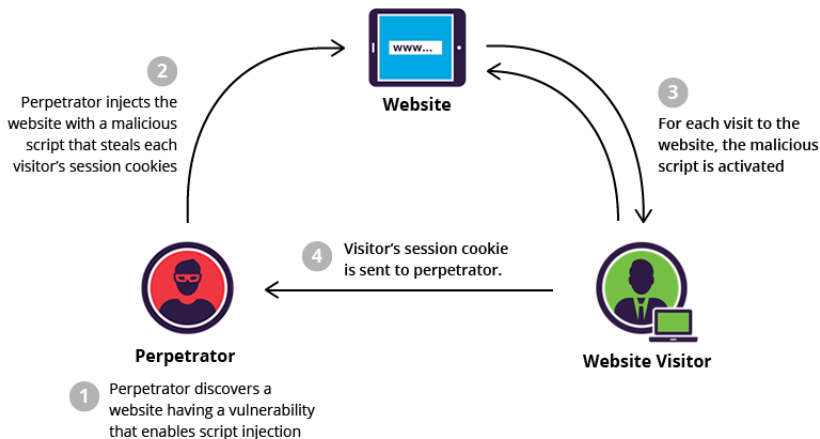 www...
Website
2
Perpetrator injects the
website with a malicious
script that steals each
visitor's session cookies
3
For each visit to the
website, the malicious
script is activated
4
Visitor's session cookie
is sent to perpetrator.
Perpetrator
Website Visitor
1
Perpetrator discovers a
website having a vulnerability
that enables script injection